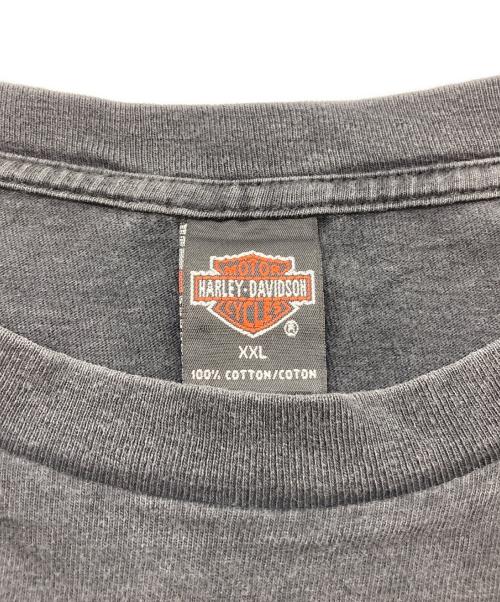 MOTOR
HARLEY-DAVIDSON
CYCLES
®
XXL
100% COTTON/COTON